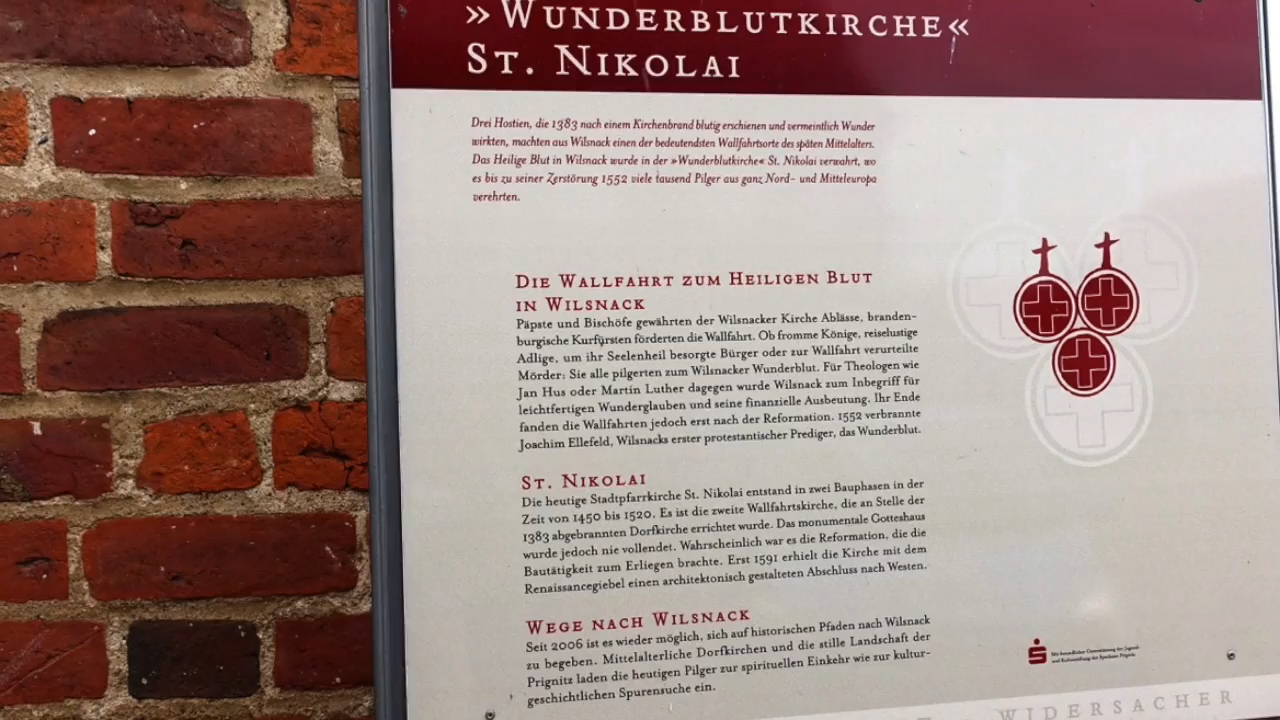 »WUNDERBLUTKIRCHE«
ST. NIKOLAI
Drei Hostien, die 1383 nach einem Kirchenbrand blutig erschienen und vermeintlich Wunder
wirkten, machten aus Wilsnack einen der bedeutendsten Wallfahrtsorte des späten Mittelalters.
Das Heilige Blut in Wilsnack wurde in der »Wunderblutkirche« St. Nikolai verwahrt, wo
es bis zu seiner Zerstörung 1552 viele tausend Pilger aus ganz Nord- und Mitteleuropa
verehrten.
DIE WALLFAHRT ZUM HEILIGEN BLUT
IN WILSNACK
Päpste und Bischöfe gewährten der Wilsnacker Kirche Ablässe, branden-
burgische Kurfürsten förderten die Wallfahrt. Ob fromme Könige, reiselustige
Adlige, um ihr Seelenheil besorgte Bürger oder zur Wallfahrt verurteilte
Mörder: Sie alle pilgerten zum Wilsnacker Wunderblut. Für Theologen wie
Jan Hus oder Martin Luther dagegen wurde Wilsnack zum Inbegriff für
leichtfertigen Wunderglauben und seine finanzielle Ausbeutung. Ihr Ende
fanden die Wallfahrten jedoch erst nach der Reformation. 1552 verbrannte
Joachim Ellefeld, Wilsnacks erster protestantischer Prediger, das Wunderblut.
ST. NIKOLAI
Die heutige Stadtpfarrkirche St. Nikolai entstand in zwei Bauphasen in der
Zeit von 1450 bis 1520. Es ist die zweite Wallfahrtskirche, die an Stelle der
1383 abgebrannten Dorfkirche errichtet wurde. Das monumentale Gotteshaus
wurde jedoch nie vollendet. Wahrscheinlich war es die Reformation, die die
Bautätigkeit zum Erliegen brachte. Erst 1591 erhielt die Kirche mit dem
Renaissancegiebel einen architektonisch gestalteten Abschluss nach Westen.
WEGE NACH WILSNACK
Seit 2006 ist es wieder möglich, sich auf historischen Pfaden nach Wilsnack
zu begeben. Mittelalterliche Dorfkirchen und die stille Landschaft der
Prignitz laden die heutigen Pilger zur spirituellen Einkehr wie zur kultur-
geschichtlichen Spurensuche ein.
Mit freundlicher Unterstützung der Jugend-
und Kulturstiftung der Sparkasse Prignitz
WIDERSACHER